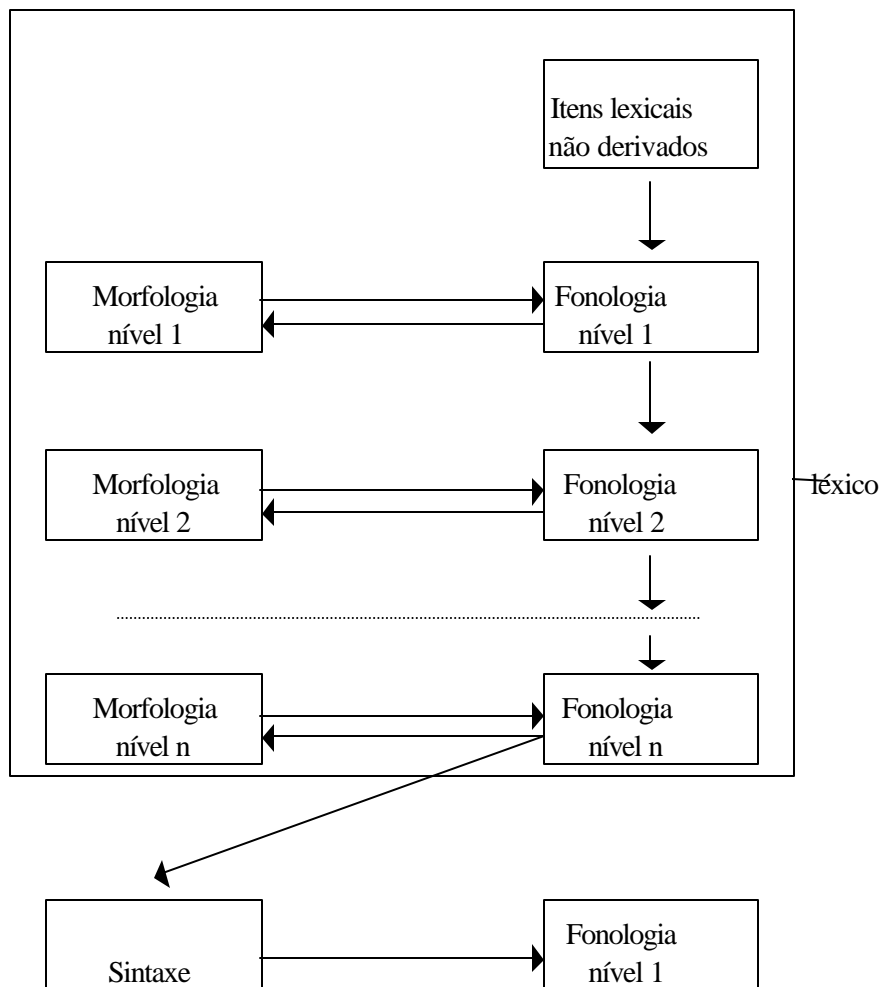 Itens lexicais
não derivados
Morfologia
nível 1
Fonologia
nível 1
Morfologia
nível 2
Fonologia
nível 2
léxico
Morfologia
nível n
Fonologia
nível n
Sintaxe
Fonologia
nível 1